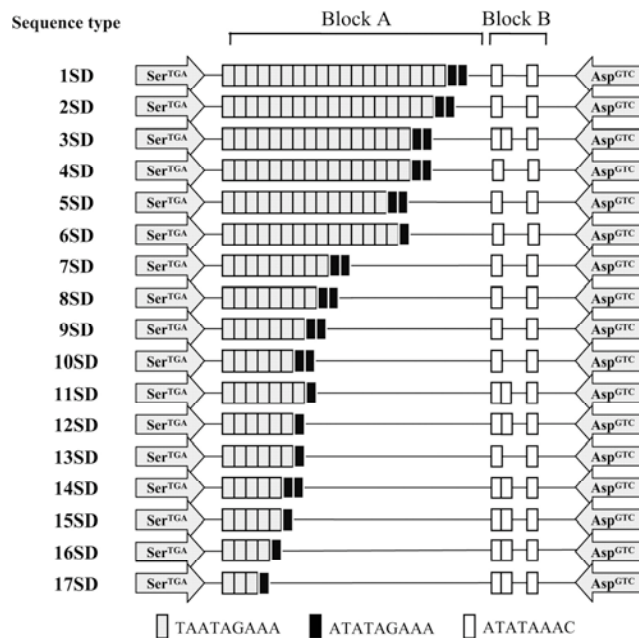 Sequence type
Block A Block B
1SD Ser^TGA Asp^GTC
2SD Ser^TGA Asp^GTC
3SD Ser^TGA Asp^GTC
4SD Ser^TGA Asp^GTC
5SD Ser^TGA Asp^GTC
6SD Ser^TGA Asp^GTC
7SD Ser^TGA Asp^GTC
8SD Ser^TGA Asp^GTC
9SD Ser^TGA Asp^GTC
10SD Ser^TGA Asp^GTC
11SD Ser^TGA Asp^GTC
12SD Ser^TGA Asp^GTC
13SD Ser^TGA Asp^GTC
14SD Ser^TGA Asp^GTC
15SD Ser^TGA Asp^GTC
16SD Ser^TGA Asp^GTC
17SD Ser^TGA Asp^GTC
TAATAGAAA ATATAGAAA ATATAAAC